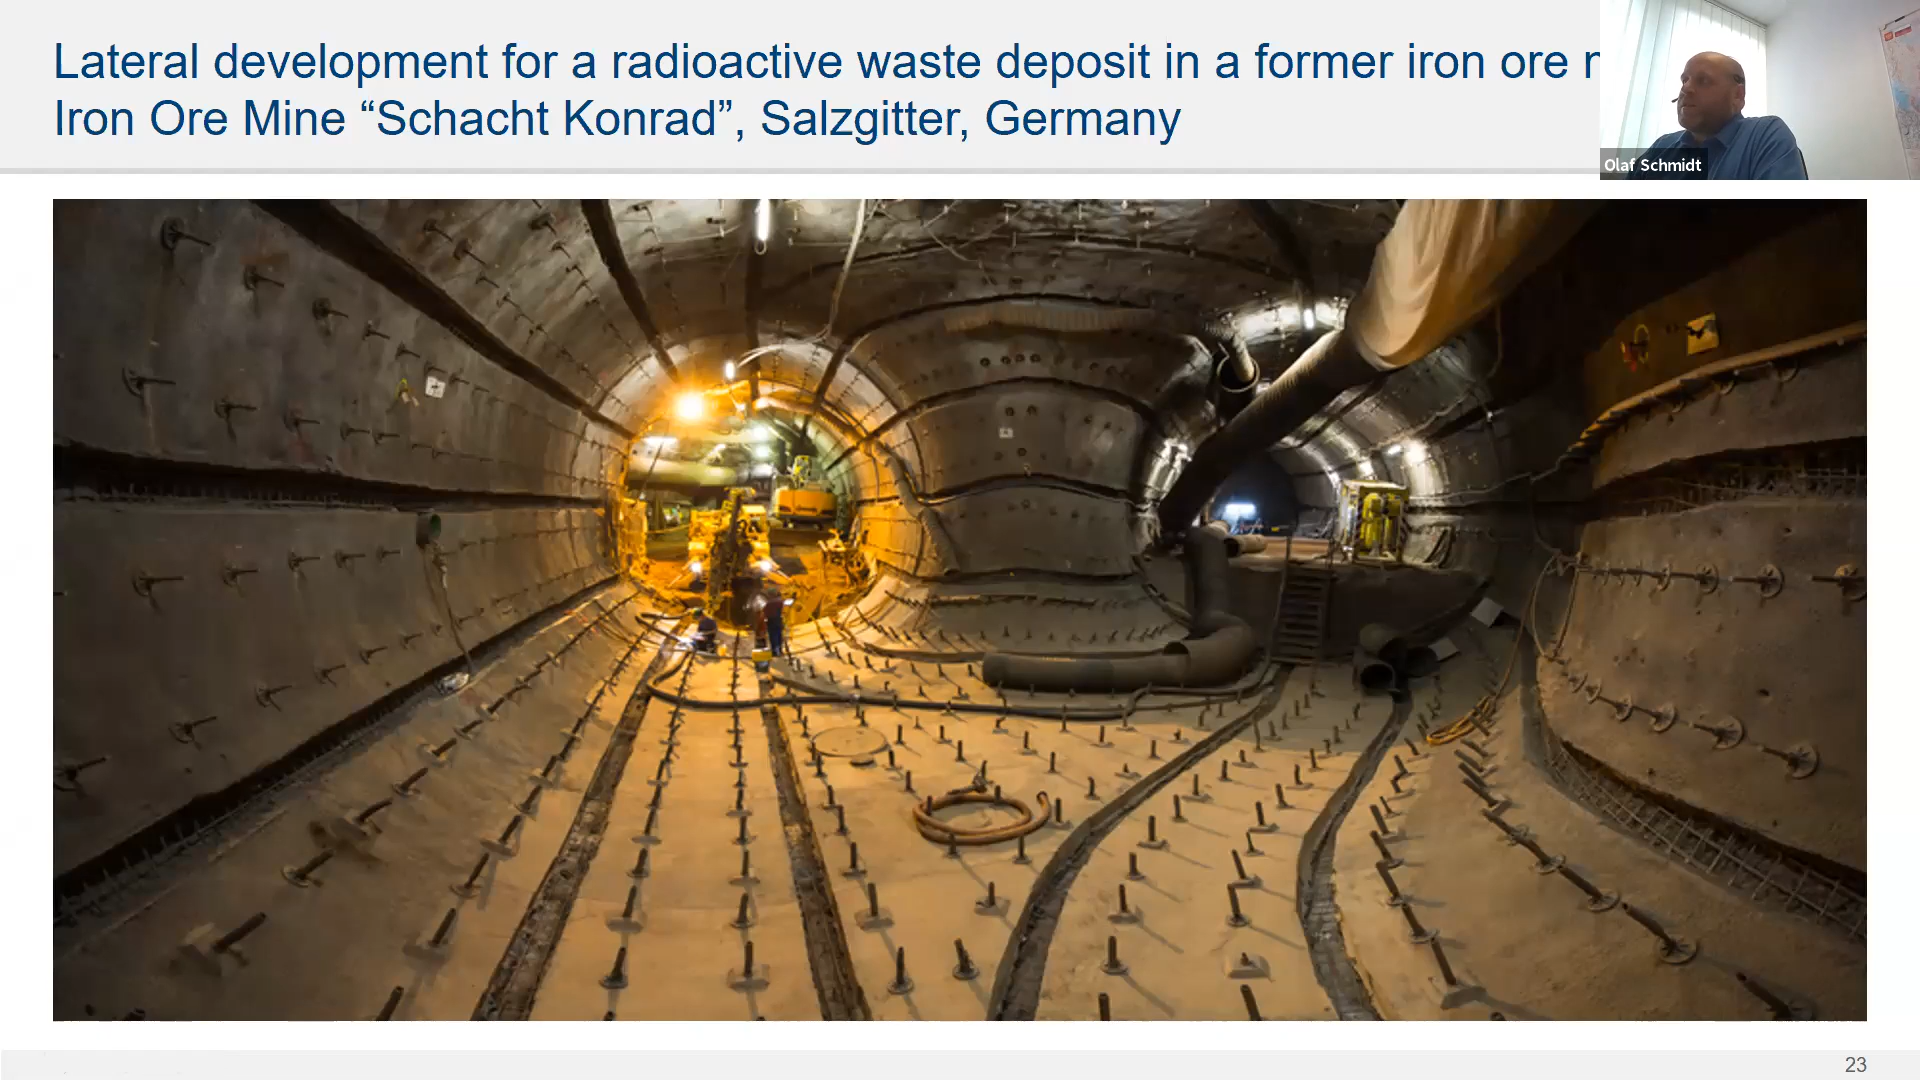 Lateral development for a radioactive waste deposit in a former iron ore
Iron Ore Mine “Schacht Konrad”, Salzgitter, Germany
Olaf Schmidt
23